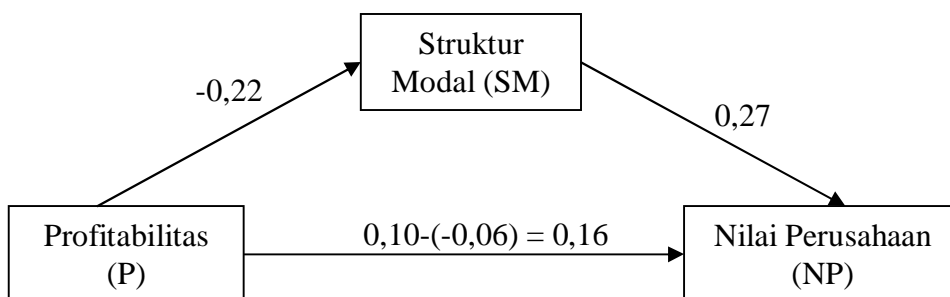 Struktur
Modal (SM)
-0,22
0,27
Profitabilitas
(P)
0,10-(-0,06) = 0,16
Nilai Perusahaan
(NP)